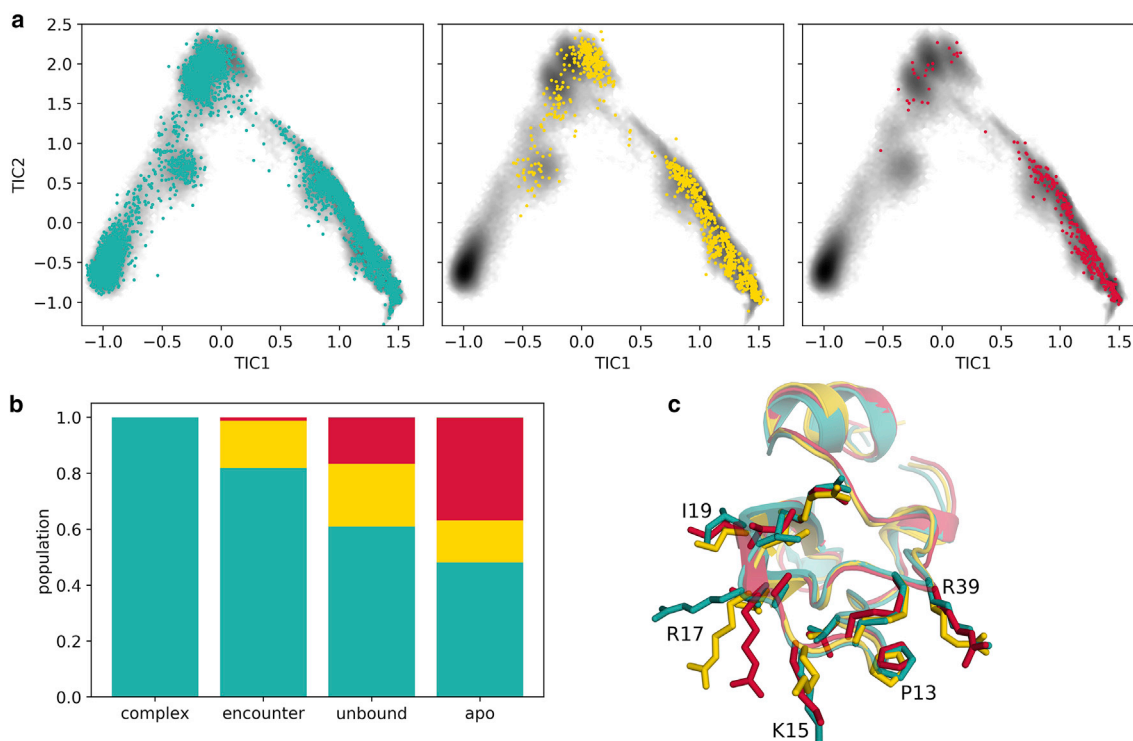 a
2.5
2.0
1.5
1.0
0.5
0.0
−0.5
−1.0
TIC2
−1.0 −0.5 0.0 0.5 1.0 1.5
TIC1
−1.0 −0.5 0.0 0.5 1.0 1.5
TIC1
−1.0 −0.5 0.0 0.5 1.0 1.5
TIC1
b
1.0
0.8
0.6
0.4
0.2
0.0
population
complex encounter unbound apo
c
I19
R39
R17
P13
K15